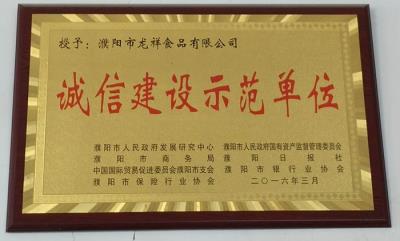 授予：濮阳市龙祥食品有限公司
诚信建设示范单位
濮阳市人民政府发展研究中心 濮阳市人民政府国有资产监督管理委员会
濮阳市商务局 濮阳日报社
中国国际贸易促进委员会濮阳市支会 濮阳市银行业协会
濮阳市保险行业协会 二〇一六年三月